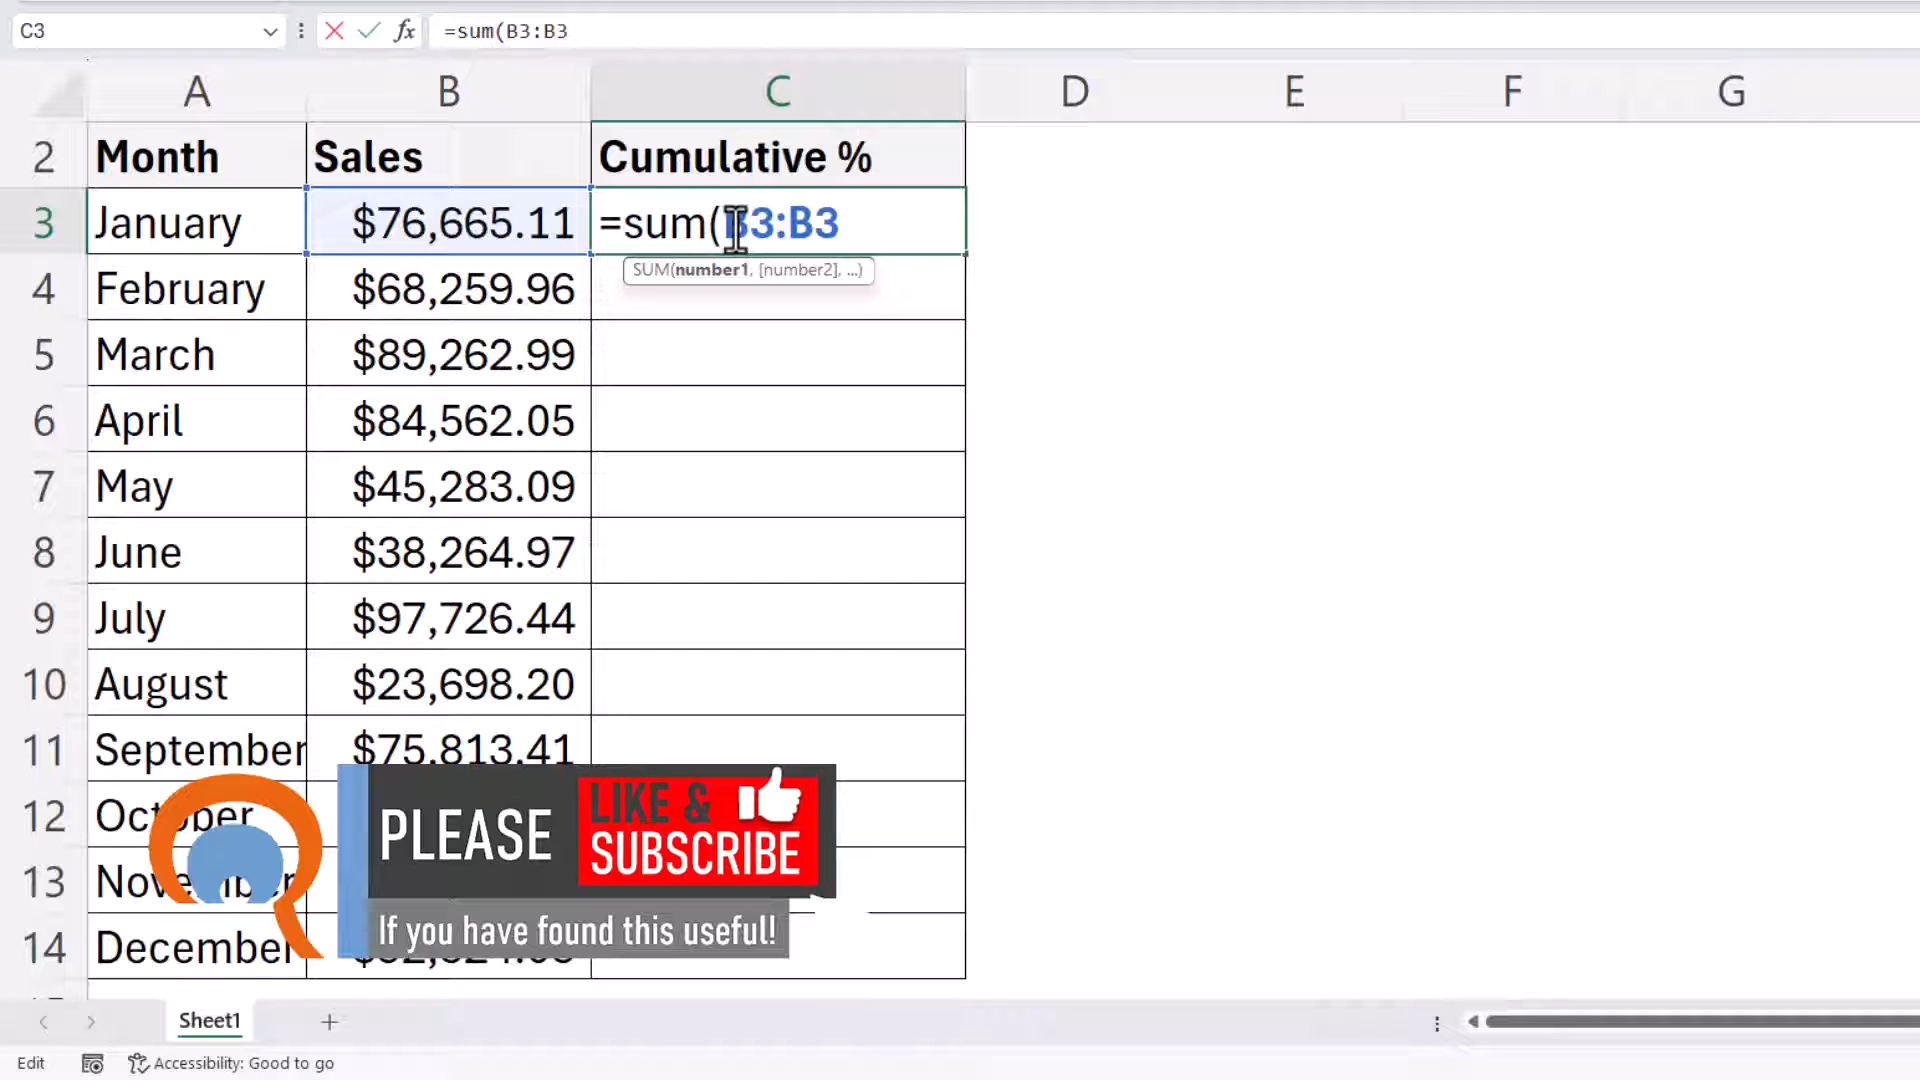 C3 =sum(B3:B3
A B C D E F G
2 Month Sales Cumulative %
3 January $76,665.11 =sum(B3:B3
SUM(number1, [number2], ...)
4 February $68,259.96
5 March $89,262.99
6 April $84,562.05
7 May $45,283.09
8 June $38,264.97
9 July $97,726.44
10 August $23,698.20
11 September $75,813.41
12 October
13 November
14 December
PLEASE LIKE & SUBSCRIBE
If you have found this useful!
Sheet1
Edit Accessibility: Good to go